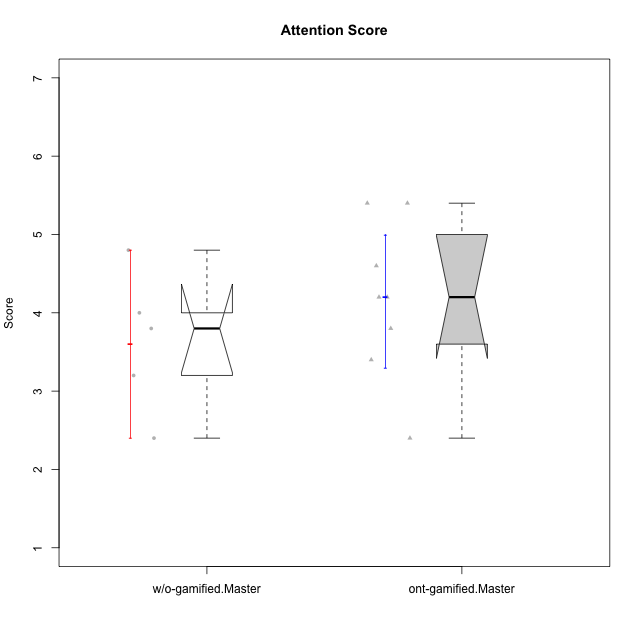 Attention Score
7
6
5
4
3
2
1
Score
w/o-gamified.Master
ont-gamified.Master